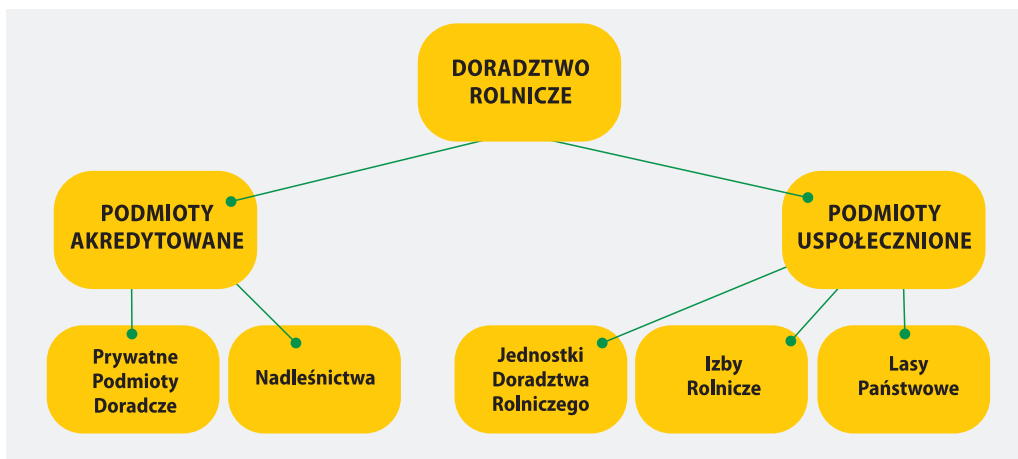 DORADZTWO
ROLNICZE
PODMIOTY
AKREDYTOWANE
PODMIOTY
USPOŁECZNIONE
Prywatne
Podmioty
Doradcze
Nadleśnictwa
Jednostki
Doradztwa
Rolniczego
Izby
Rolnicze
Lasy
Państwowe